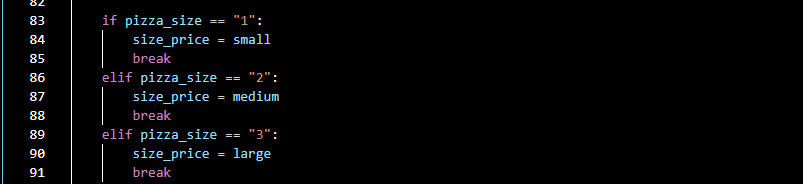 82
83 if pizza_size == "1":
84 size_price = small
85 break
86 elif pizza_size == "2":
87 size_price = medium
88 break
89 elif pizza_size == "3":
90 size_price = large
91 break